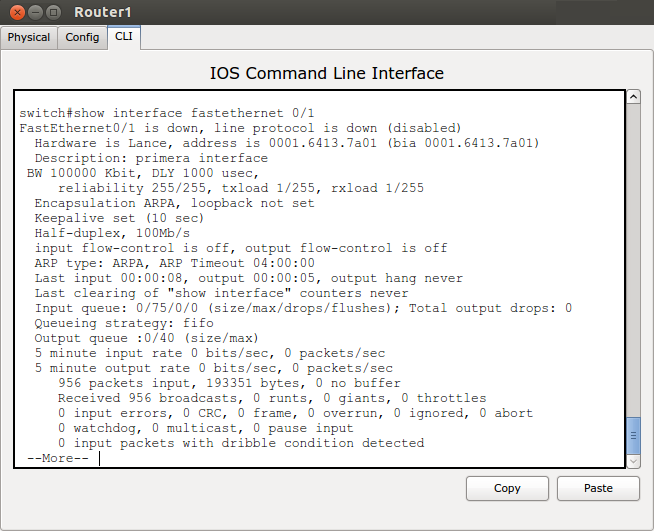 Router1
Physical Config CLI
IOS Command Line Interface
switch#show interface fastethernet 0/1
FastEthernet0/1 is down, line protocol is down (disabled)
Hardware is Lance, address is 0001.6413.7a01 (bia 0001.6413.7a01)
Description: primera interface
BW 100000 Kbit, DLY 1000 usec,
reliability 255/255, txload 1/255, rxload 1/255
Encapsulation ARPA, loopback not set
Keepalive set (10 sec)
Half-duplex, 100Mb/s
input flow-control is off, output flow-control is off
ARP type: ARPA, ARP Timeout 04:00:00
Last input 00:00:08, output 00:00:05, output hang never
Last clearing of "show interface" counters never
Input queue: 0/75/0/0 (size/max/drops/flushes); Total output drops: 0
Queueing strategy: fifo
Output queue :0/40 (size/max)
5 minute input rate 0 bits/sec, 0 packets/sec
5 minute output rate 0 bits/sec, 0 packets/sec
956 packets input, 193351 bytes, 0 no buffer
Received 956 broadcasts, 0 runts, 0 giants, 0 throttles
0 input errors, 0 CRC, 0 frame, 0 overrun, 0 ignored, 0 abort
0 watchdog, 0 multicast, 0 pause input
0 input packets with dribble condition detected
--More--
Copy Paste